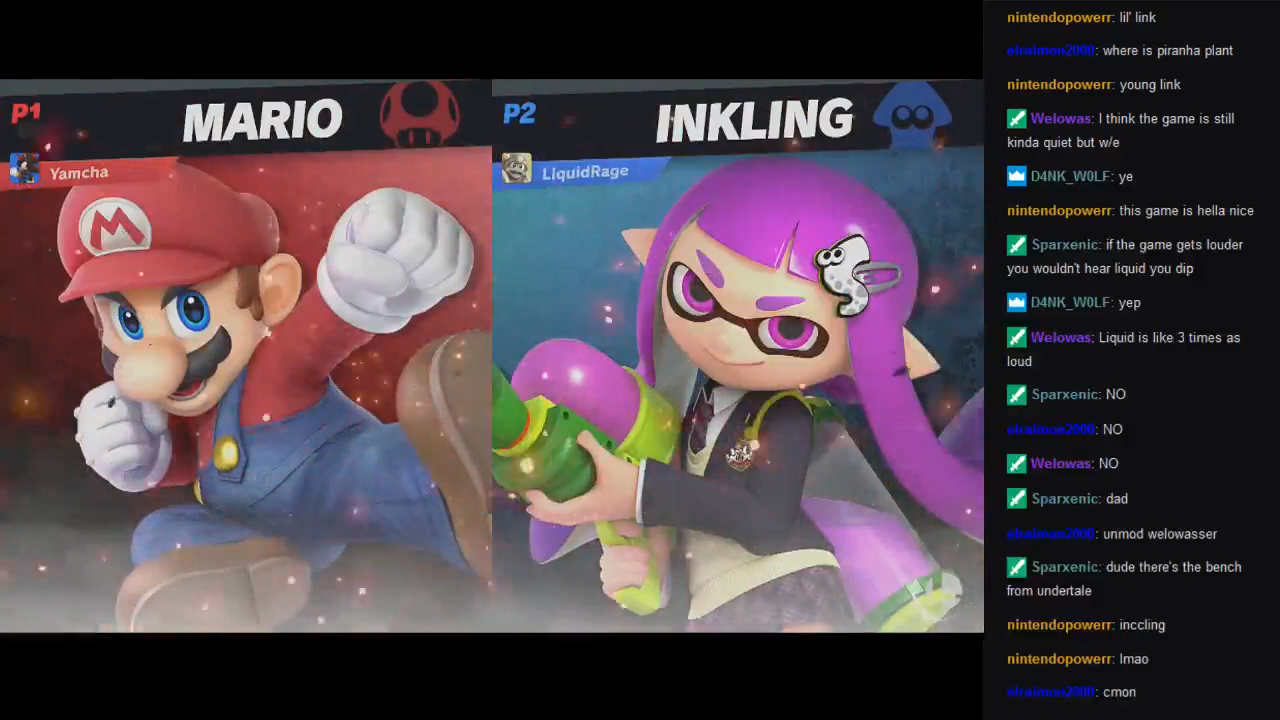 P1
MARIO
Yamcha
P2
INKLING
LiquidRage
nintendopowerr: lil' link
elraimon2000: where is piranha plant
nintendopowerr: young link
Welowas: I think the game is still
kinda quiet but w/e
D4NK_W0LF: ye
nintendopowerr: this game is hella nice
Sparxenic: if the game gets louder
you wouldn't hear liquid you dip
D4NK_W0LF: yep
Welowas: Liquid is like 3 times as
loud
Sparxenic: NO
elraimon2000: NO
Welowas: NO
Sparxenic: dad
elraimon2000: unmod welowasser
Sparxenic: dude there's the bench
from undertale
nintendopowerr: inccling
nintendopowerr: lmao
elraimon2000: cmon